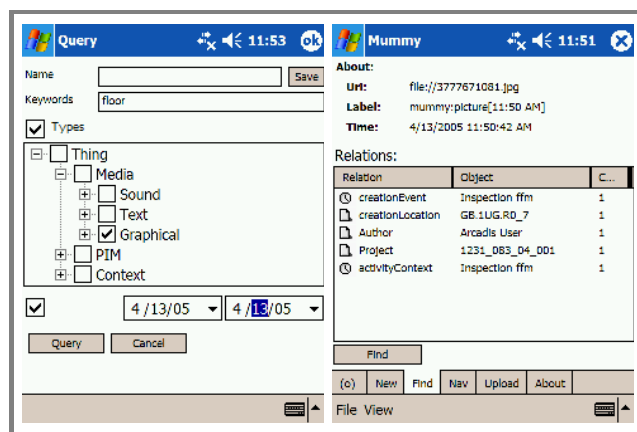 Query 11:53 ok
Name Save
Keywords floor
Types
Thing
Media
Sound
Text
Graphical
PIM
Context
4 /13/05 4 /13/05
Query Cancel
Mummy 11:51
About:
Url: file://3777671081.jpg
Label: mummy:picture[11:50 AM]
Time: 4/13/2005 11:50:42 AM
Relations:
Relation Object C...
creationEvent Inspection ffm 1
creationLocation GB.1UG.RD_7 1
Author Arcadis User 1
Project 1231_083_04_001 1
activityContext Inspection ffm 1
Find
(o) New Find Nav Upload About
File View